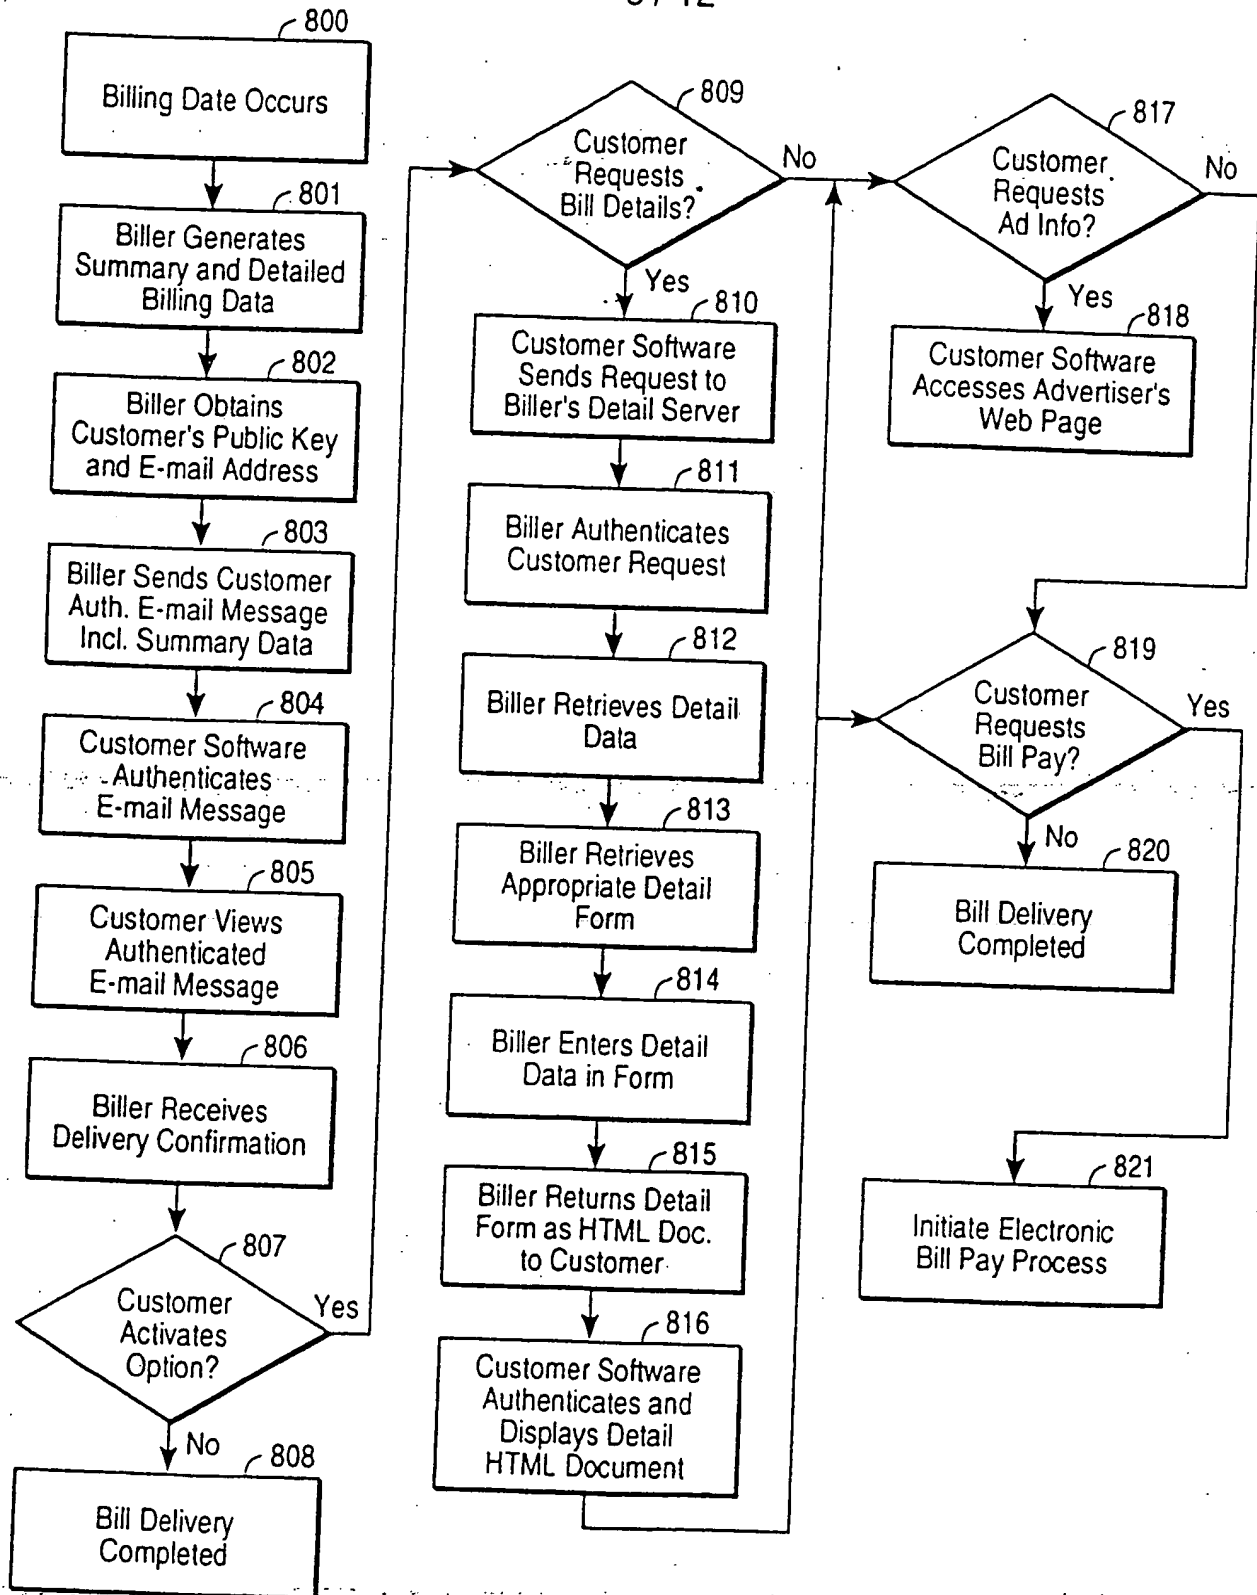 800
Billing Date Occurs
801
Biller Generates
Summary and Detailed
Billing Data
802
Biller Obtains
Customer's Public Key
and E-mail Address
803
Biller Sends Customer
Auth. E-mail Message
Incl. Summary Data
804
Customer Software
Authenticates
E-mail Message
805
Customer Views
Authenticated
E-mail Message
806
Biller Receives
Delivery Confirmation
807
Customer
Activates
Option?
Yes
No
808
Bill Delivery
Completed
809
Customer
Requests
Bill Details?
No
Yes
810
Customer Software
Sends Request to
Biller's Detail Server
811
Biller Authenticates
Customer Request
812
Biller Retrieves Detail
Data
813
Biller Retrieves
Appropriate Detail
Form
814
Biller Enters Detail
Data in Form
815
Biller Returns Detail
Form as HTML Doc.
to Customer
816
Customer Software
Authenticates and
Displays Detail
HTML Document
817
Customer
Requests
Ad Info?
No
Yes
818
Customer Software
Accesses Advertiser's
Web Page
819
Customer
Requests
Bill Pay?
Yes
No
820
Bill Delivery
Completed
821
Initiate Electronic
Bill Pay Process